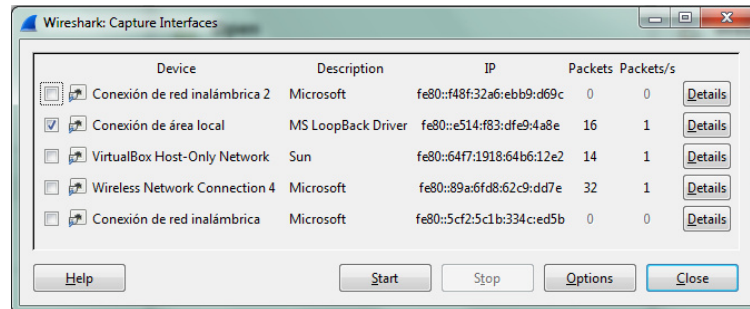 Wireshark: Capture Interfaces
Device Description IP Packets Packets/s
Conexión de red inalámbrica 2 Microsoft fe80::f48f:32a6:ebb9:d69c 0 0 Details
Conexión de área local MS LoopBack Driver fe80::e514:f83:dfe9:4a8e 16 1 Details
VirtualBox Host-Only Network Sun fe80::64f7:1918:64b6:12e2 14 1 Details
Wireless Network Connection 4 Microsoft fe80::89a:6fd8:62c9:dd7e 32 1 Details
Conexión de red inalámbrica Microsoft fe80::5cf2:5c1b:334c:ed5b 0 0 Details
Help Start Stop Options Close